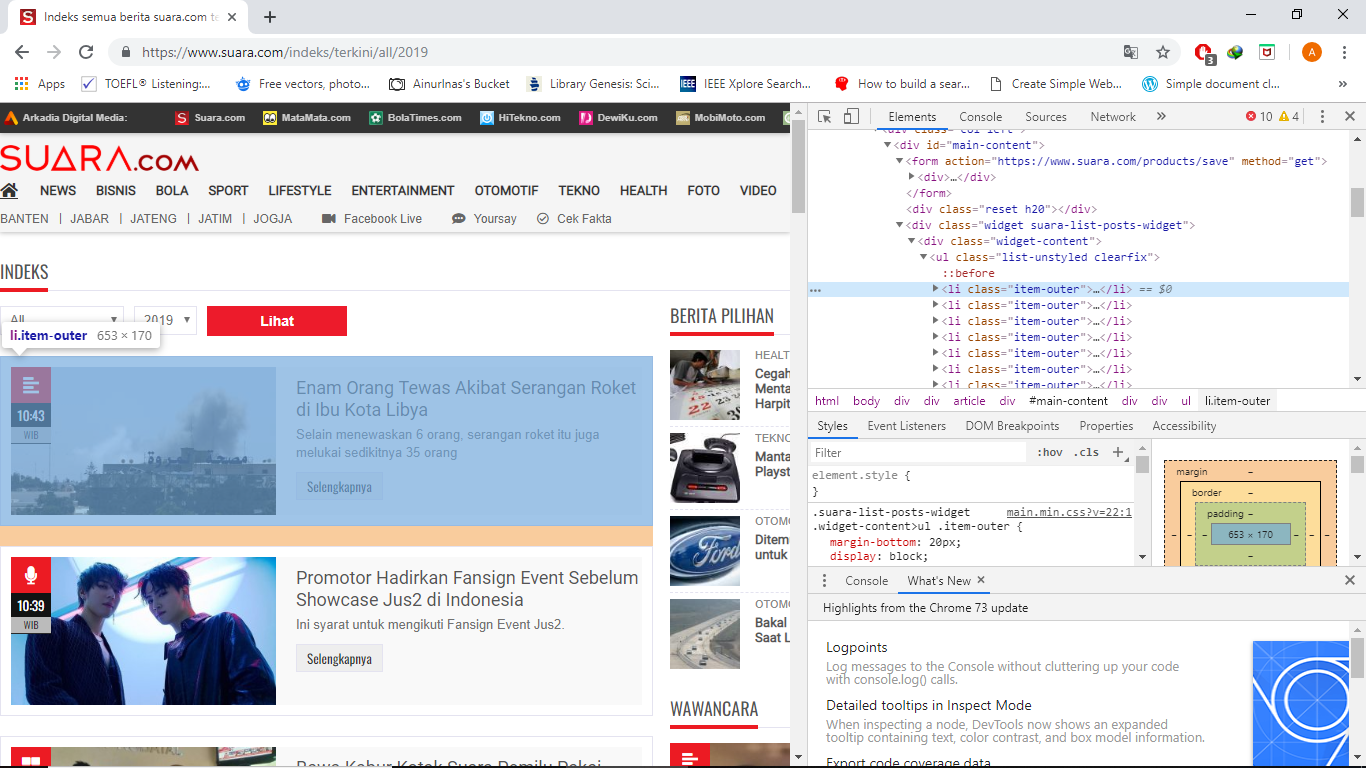 Indeks semua berita suara.com te
https://www.suara.com/indeks/terkini/all/2019
3
A
Apps
TOEFL® Listening:...
Free vectors, photo...
AinurInas's Bucket
Library Genesis: Sci...
IEEE Xplore Search...
How to build a sear...
Create Simple Web...
Simple document cl...
»
Arkadia Digital Media:
Suara.com
MataMata.com
BolaTimes.com
HiTekno.com
DewiKu.com
MobiMoto.com
SUARA.COM
NEWS
BISNIS
BOLA
SPORT
LIFESTYLE
ENTERTAINMENT
OTOMOTIF
TEKNO
HEALTH
FOTO
VIDEO
BANTEN | JABAR | JATENG | JATIM | JOGJA
Facebook Live
Yoursay
Cek Fakta
INDEKS
All
2019
Lihat
li.item-outer 653 × 170
10:43
WIB
Enam Orang Tewas Akibat Serangan Roket
di Ibu Kota Libya
Selain menewaskan 6 orang, serangan roket itu juga
melukai sedikitnya 35 orang
Selengkapnya
10:39
WIB
Promotor Hadirkan Fansign Event Sebelum
Showcase Jus2 di Indonesia
Ini syarat untuk mengikuti Fansign Event Jus2.
Selengkapnya
Bawa Kabur Kotak Suara Pemilu Pakai
BERITA PILIHAN
HEALT
Cegah
Menta
Harpit
TEKNO
Manta
Playst
OTOMO
Ditem
untuk
OTOMO
Bakal
Saat L
WAWANCARA
Elements
Console
Sources
Network
»
10
4
<div class="col-left">
<div id="main-content">
<form action="https://www.suara.com/products/save" method="get">
<div>…</div>
</form>
<div class="reset h20"></div>
<div class="widget suara-list-posts-widget">
<div class="widget-content">
<ul class="list-unstyled clearfix">
::before
… <li class="item-outer">…</li> == $0
<li class="item-outer">…</li>
<li class="item-outer">…</li>
<li class="item-outer">…</li>
<li class="item-outer">…</li>
<li class="item-outer">…</li>
<li class="item-outer">…</li>
html body div div article div #main-content div div ul li.item-outer
Styles
Event Listeners
DOM Breakpoints
Properties
Accessibility
Filter
:hov .cls +
element.style {
}
.suara-list-posts-widget main.min.css?v=22:1
.widget-content>ul .item-outer {
margin-bottom: 20px;
display: block;
margin –
border –
padding –
– – – 653 × 170 – – –
–
Console
What's New ×
Highlights from the Chrome 73 update
Logpoints
Log messages to the Console without cluttering up your code
with console.log() calls.
Detailed tooltips in Inspect Mode
When inspecting a node, DevTools now shows an expanded
tooltip containing text, color contrast, and box model information.
Export code coverage data